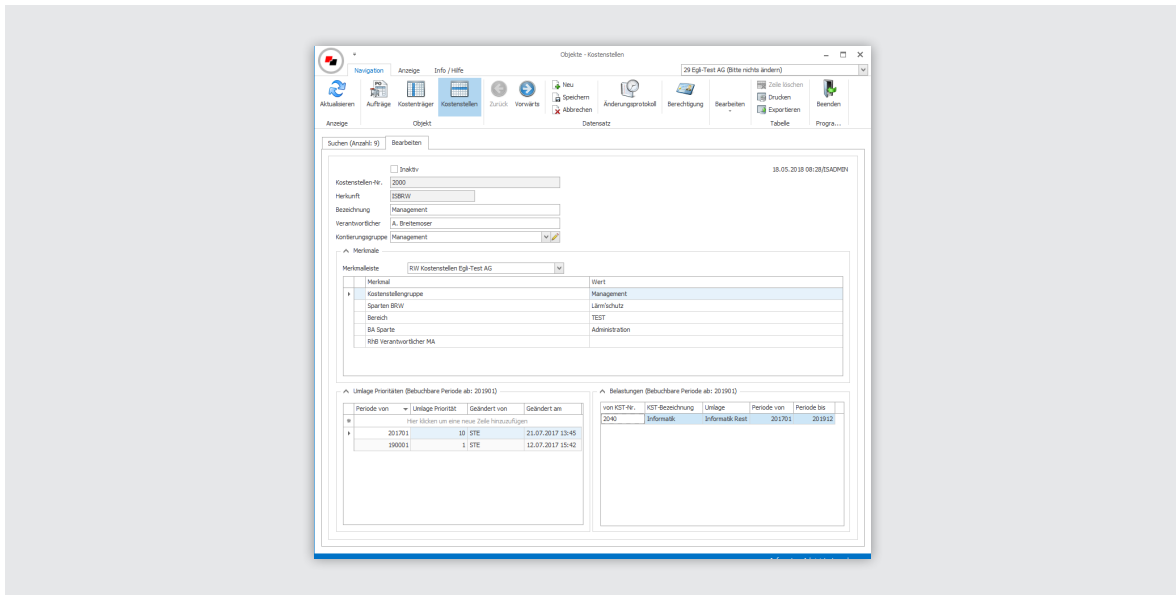 Objekte - Kostenstellen
Navigation Anzeige Info / Hilfe 29 Egli-Test AG (Bitte nichts ändern)
Aktualisieren Aufträge Kostenträger Kostenstellen Zurück Vorwärts Neu Speichern Abbrechen Änderungsprotokoll Berechtigung Bearbeiten Zeile löschen Drucken Exportieren Beenden
Anzeige Objekt Datensatz Tabelle Progra...
Suchen (Anzahl: 9) Bearbeiten
Inaktiv 18.05.2018 08:28/ISADMIN
Kostenstellen-Nr. 2000
Herkunft ISBRW
Bezeichnung Management
Verantwortlicher A. Breitemoser
Kontierungsgruppe Management
Merkmale
Merkmalleiste RW Kostenstellen Egli-Test AG
Merkmal Wert
Kostenstellengruppe Management
Sparten BRW Lärm'schutz
Bereich TEST
BA Sparte Administration
RhB Verantwortlicher MA
Umlage Prioritäten (Bebuchbare Periode ab: 201901)
Periode von Umlage Priorität Geändert von Geändert am
Hier klicken um eine neue Zeile hinzuzufügen
201701 10 STE 21.07.2017 13:45
190001 1 STE 12.07.2017 15:42
Belastungen (Bebuchbare Periode ab: 201901)
von KST-Nr. KST-Bezeichnung Umlage Periode von Periode bis
2040 Informatik Informatik Rest 201701 201912